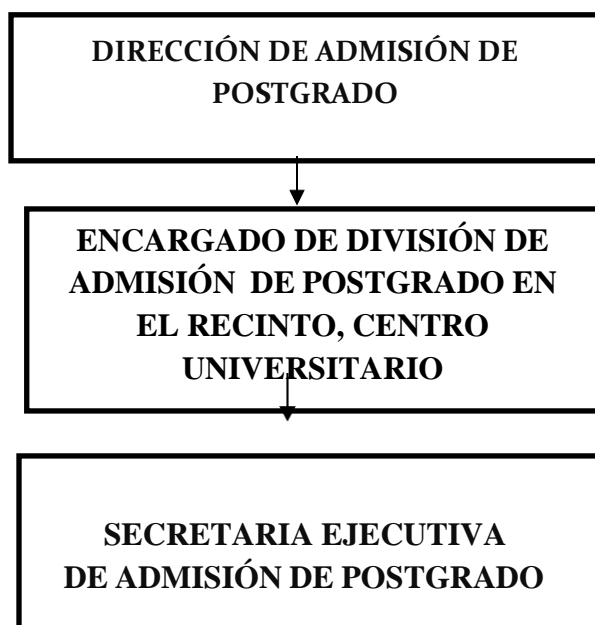 DIRECCIÓN DE ADMISIÓN DE
POSTGRADO
ENCARGADO DE DIVISIÓN DE
ADMISIÓN DE POSTGRADO EN
EL RECINTO, CENTRO
UNIVERSITARIO
SECRETARIA EJECUTIVA
DE ADMISIÓN DE POSTGRADO